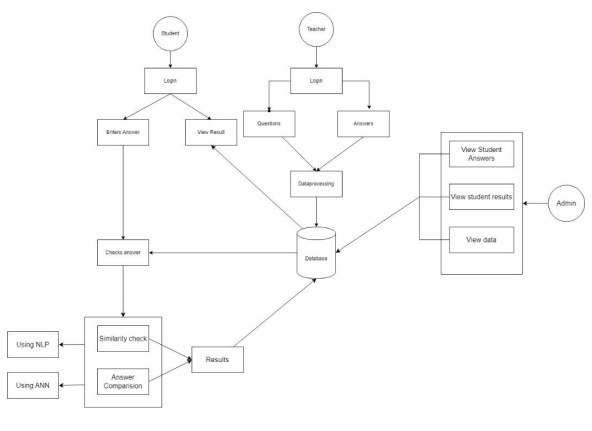 Student
Teacher
Login
Login
Enters Answer
View Result
Questions
Answers
View Student
Answers
Dataprocessing
View student results
Admin
View data
Checks answer
Database
Similarity check
Using NLP
Results
Answer
Comparision
Using ANN